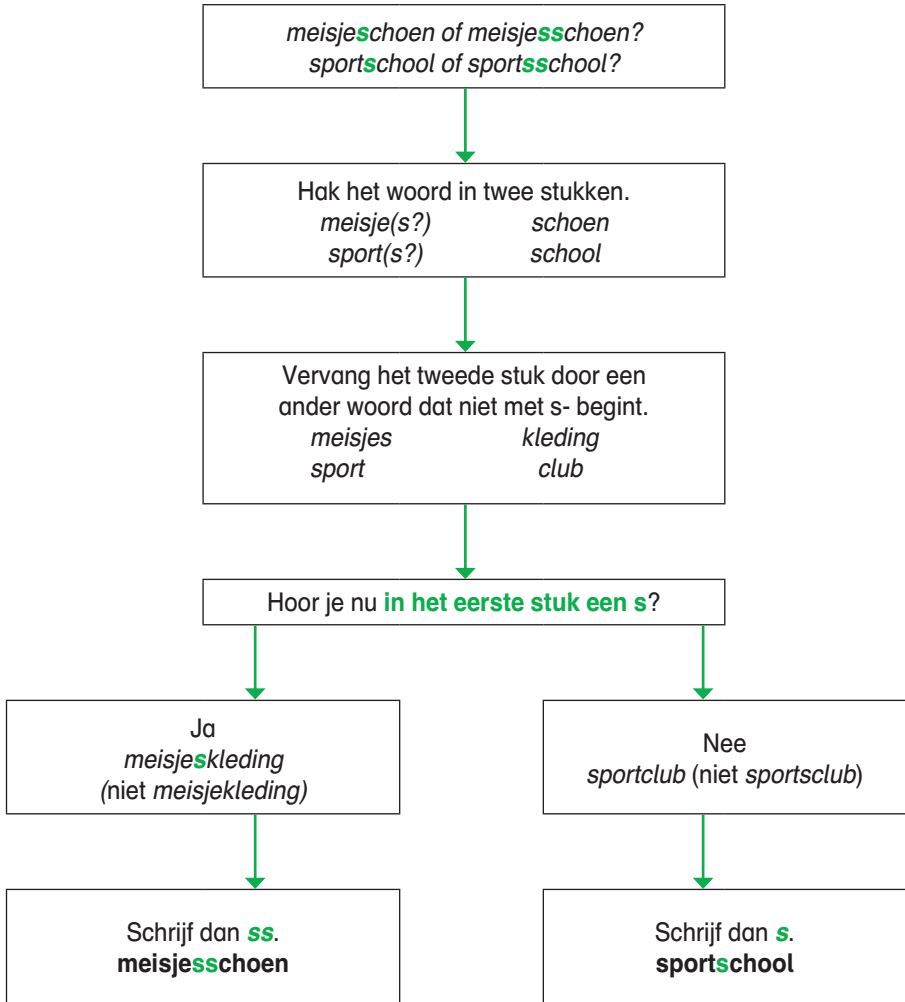 meisjeschoen of meisjesschoen?
sportschool of sportsschool?
Hak het woord in twee stukken.
meisje(s?) schoen
sport(s?) school
Vervang het tweede stuk door een
ander woord dat niet met s- begint.
meisjes kleding
sport club
Hoor je nu in het eerste stuk een s?
Ja
meisjeskleding
(niet meisjekleding)
Nee
sportclub (niet sportsclub)
Schrijf dan ss.
meisjesschoen
Schrijf dan s.
sportschool